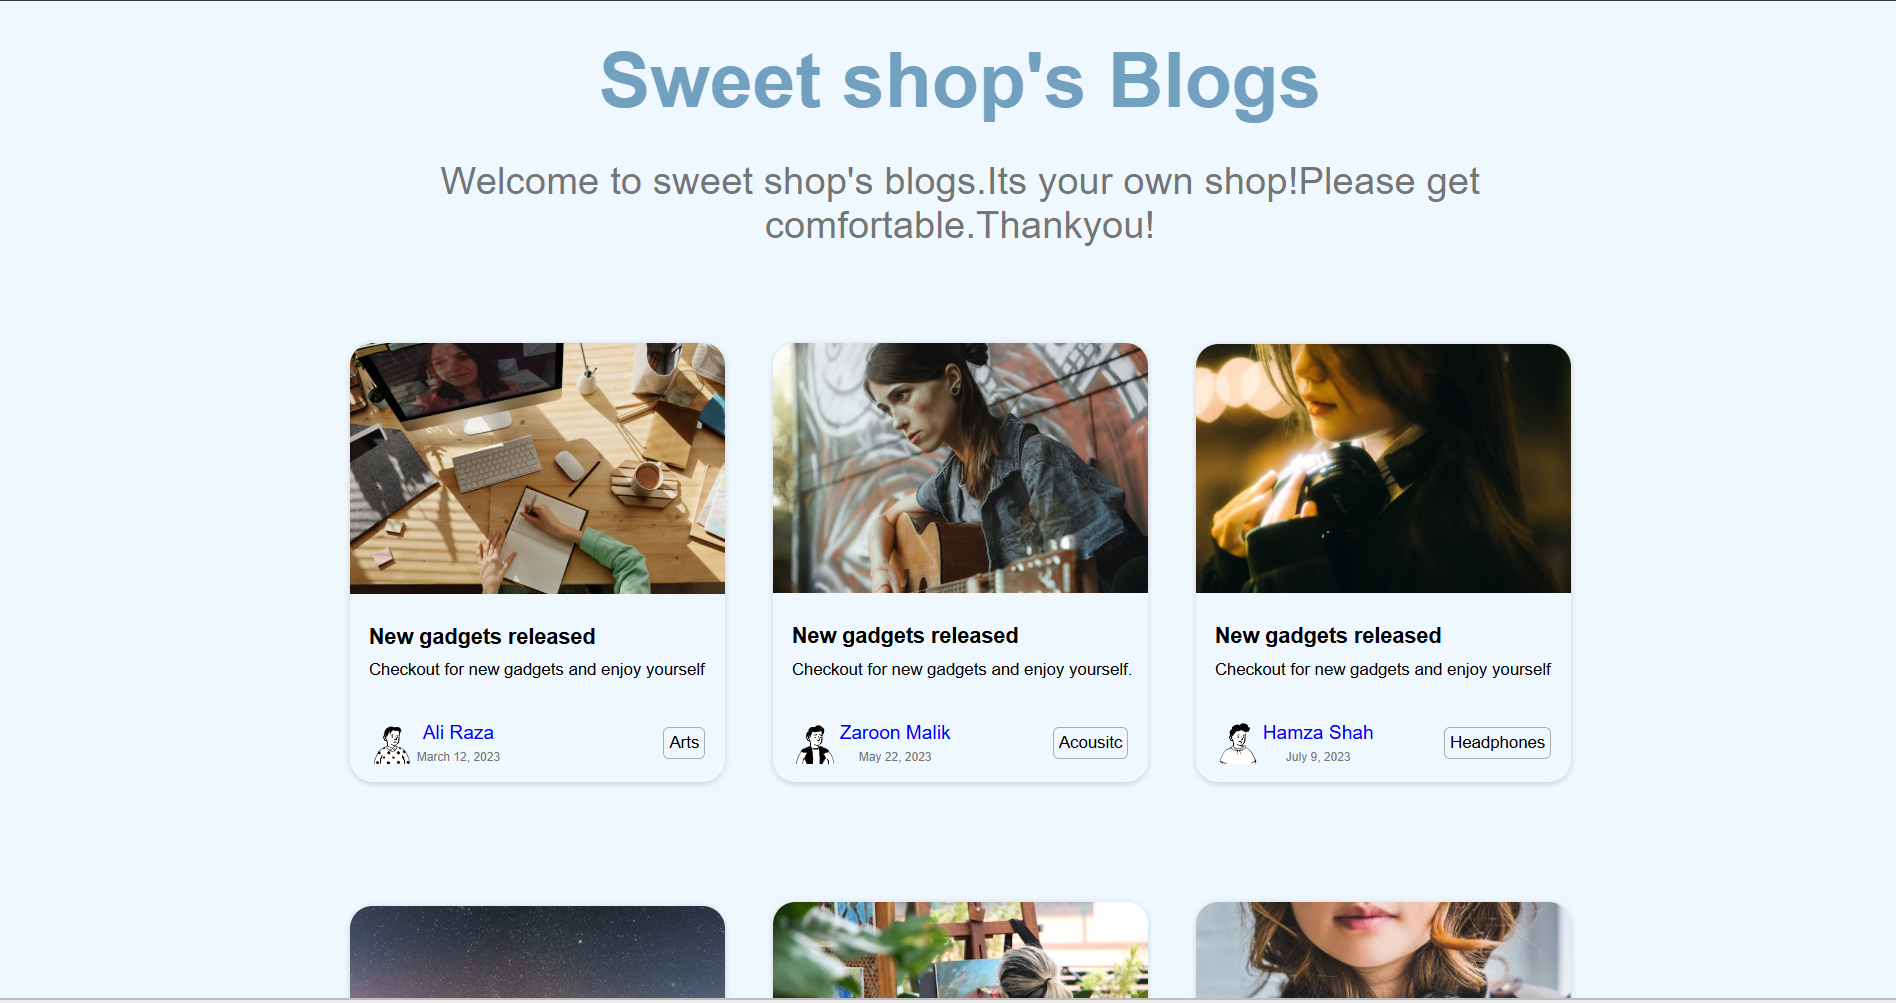 Sweet shop's Blogs
Welcome to sweet shop's blogs.Its your own shop!Please get
comfortable.Thankyou!
New gadgets released
Checkout for new gadgets and enjoy yourself
Ali Raza
March 12, 2023
Arts
New gadgets released
Checkout for new gadgets and enjoy yourself.
Zaroon Malik
May 22, 2023
Acousitc
New gadgets released
Checkout for new gadgets and enjoy yourself
Hamza Shah
July 9, 2023
Headphones